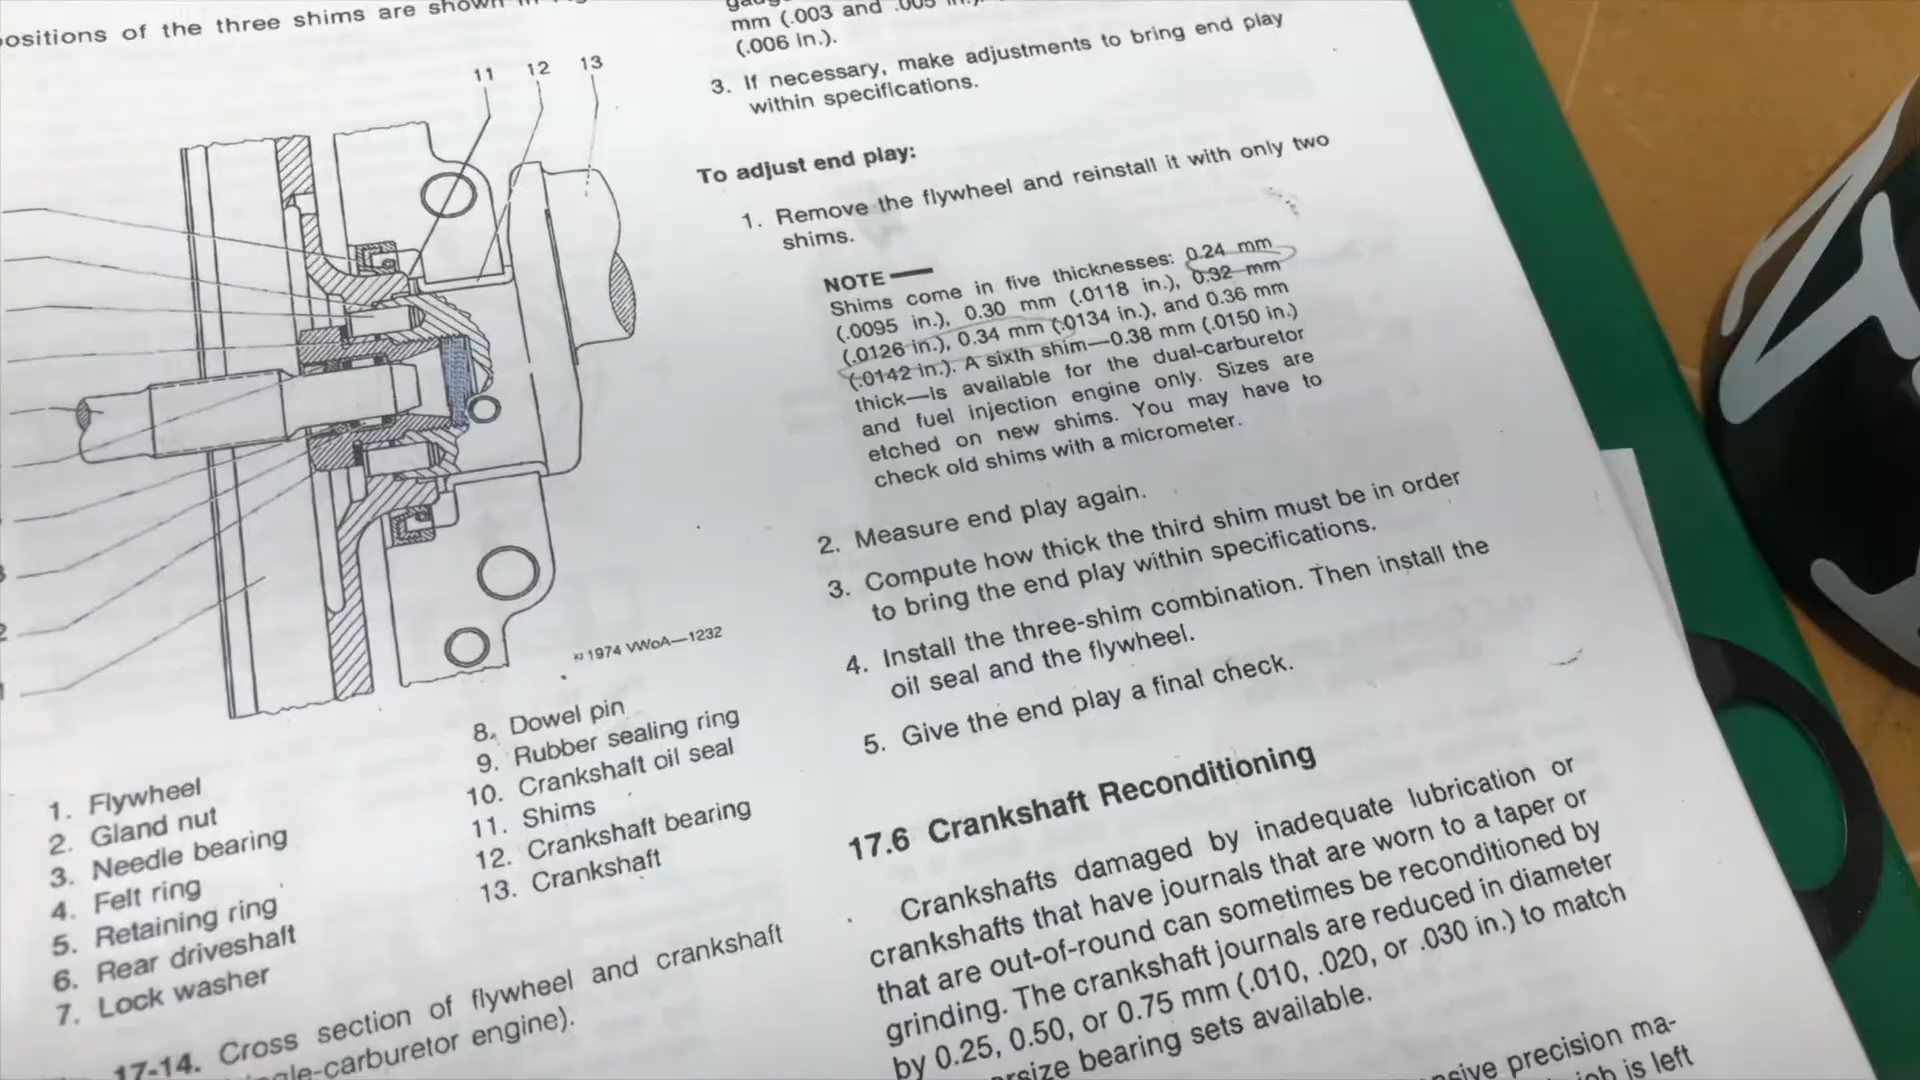 ositions of the three shims are shown in
11 12 13
© 1974 VWoA—1232
1. Flywheel
2. Gland nut
3. Needle bearing
4. Felt ring
5. Retaining ring
6. Rear driveshaft
7. Lock washer
8. Dowel pin
9. Rubber sealing ring
10. Crankshaft oil seal
11. Shims
12. Crankshaft bearing
13. Crankshaft
17-14. Cross section of flywheel and crankshaft
gle-carburetor engine).
mm (.003 and .005 in.).
(.006 in.).
3. If necessary, make adjustments to bring end play
within specifications.
To adjust end play:
1. Remove the flywheel and reinstall it with only two
shims.
NOTE —
Shims come in five thicknesses: 0.24 mm
(.0095 in.), 0.30 mm (.0118 in.), 0.32 mm
(.0126 in.), 0.34 mm (.0134 in.), and 0.36 mm
(.0142 in.). A sixth shim—0.38 mm (.0150 in.)
thick—is available for the dual-carburetor
and fuel injection engine only. Sizes are
etched on new shims. You may have to
check old shims with a micrometer.
2. Measure end play again.
3. Compute how thick the third shim must be in order
to bring the end play within specifications.
4. Install the three-shim combination. Then install the
oil seal and the flywheel.
5. Give the end play a final check.
17.6 Crankshaft Reconditioning
Crankshafts damaged by inadequate lubrication or
crankshafts that have journals that are worn to a taper or
that are out-of-round can sometimes be reconditioned by
grinding. The crankshaft journals are reduced in diameter
by 0.25, 0.50, or 0.75 mm (.010, .020, or .030 in.) to match
rsize bearing sets available.
nsive precision ma-
job is left